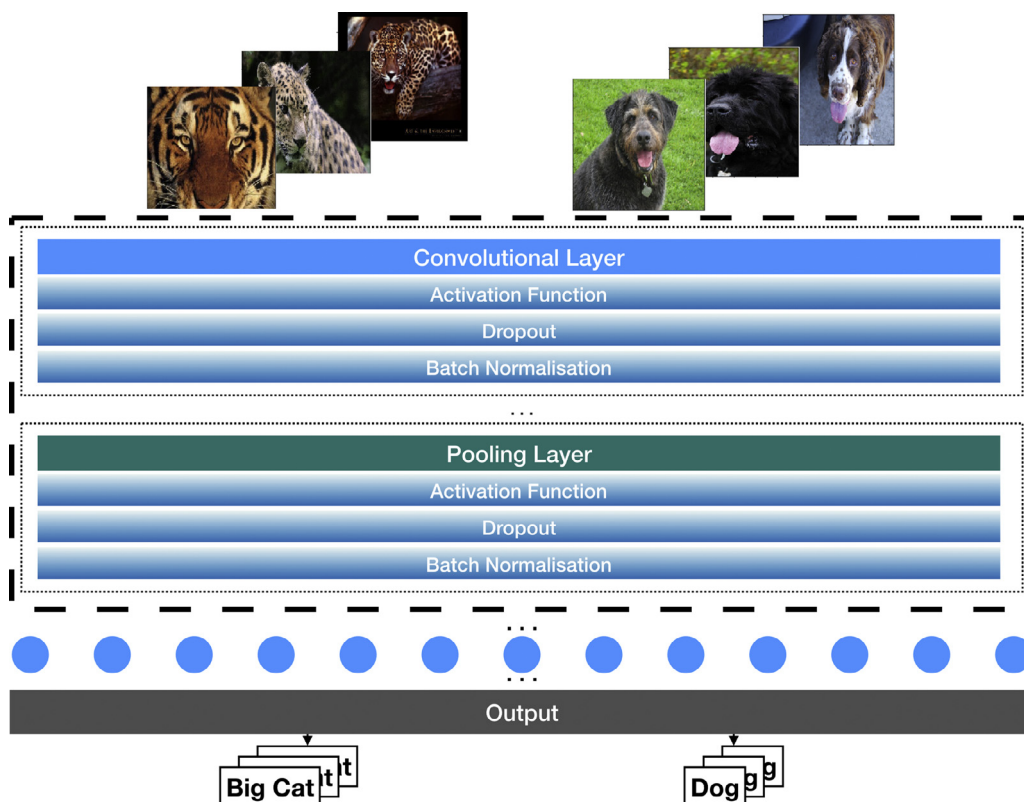 Convolutional Layer
Activation Function
Dropout
Batch Normalisation
...
Pooling Layer
Activation Function
Dropout
Batch Normalisation
...
...
Output
Big Cat
Dog